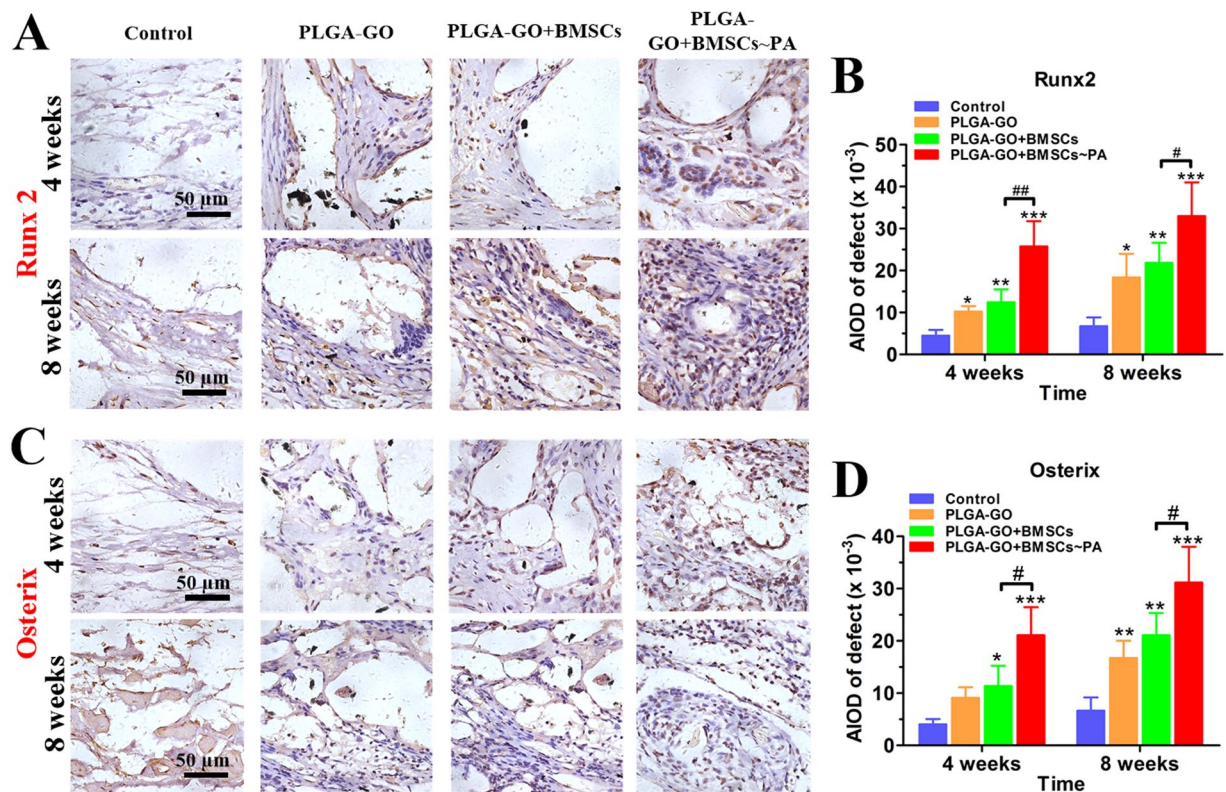 A
Control
PLGA-GO
PLGA-GO+BMSCs
PLGA-
GO+BMSCs~PA
Runx 2
4 weeks
50 μm
8 weeks
50 μm
B
Runx2
Control
PLGA-GO
PLGA-GO+BMSCs
PLGA-GO+BMSCs~PA
AIOD of defect (x 10⁻³)
50
40
30
20
10
0
* ** *** ##
* ** *** #
4 weeks 8 weeks
Time
C
Osterix
4 weeks
50 μm
8 weeks
50 μm
D
Osterix
Control
PLGA-GO
PLGA-GO+BMSCs
PLGA-GO+BMSCs~PA
AIOD of defect (x 10⁻³)
40
30
20
10
0
* *** #
** ** *** #
4 weeks 8 weeks
Time